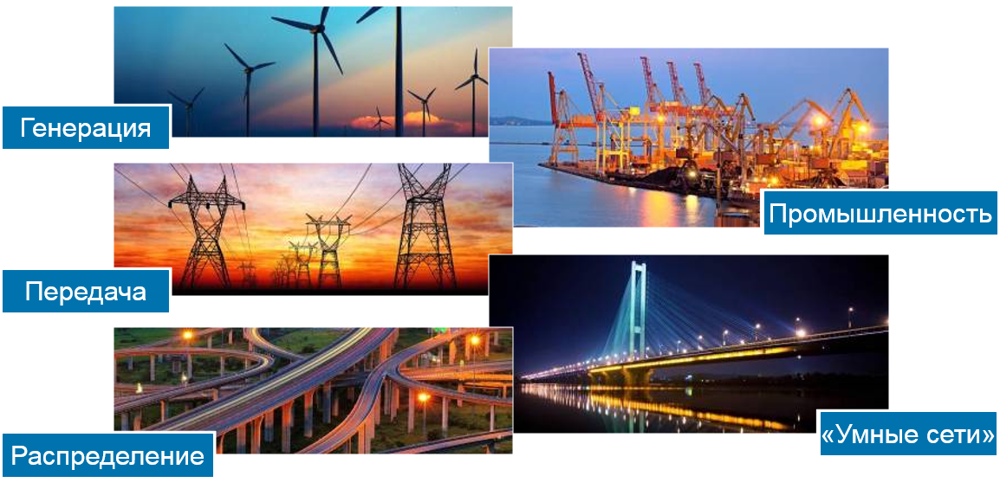 Генерация
Промышленность
Передача
Распределение
«Умные сети»